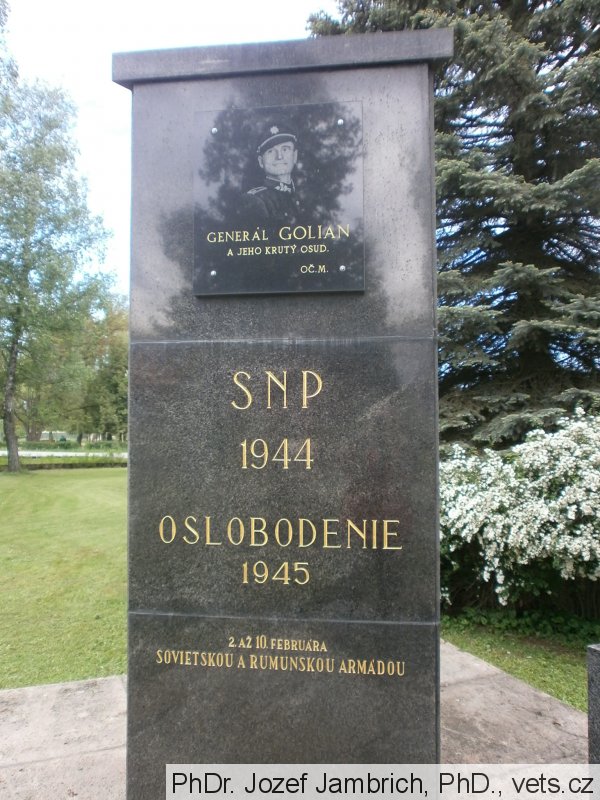 GENERÁL GOLIAN
A JEHO KRUTÝ OSUD.
OČ.M.
SNP
1944
OSLOBODENIE
1945
2. AŽ 10. FEBRUÁRA
SOVIETSKOU A RUMUNSKOU ARMÁDOU
PhDr. Jozef Jambrich, PhD., vets.cz